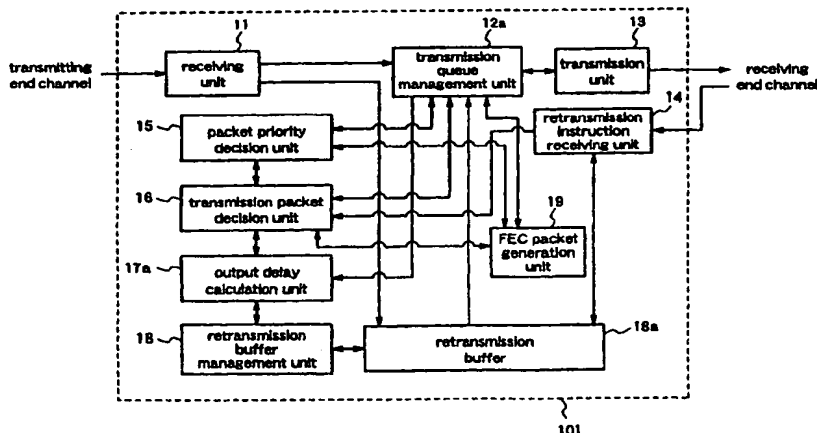 11
12a
13
transmitting
end channel
receiving
unit
transmission
queue
management unit
transmission
unit
receiving
end channel
14
15
packet priority
decision unit
retransmission
instruction
receiving unit
16
transmission packet
decision unit
19
FEC packet
generation
unit
17a
output delay
calculation unit
18
retransmission
buffer
management unit
retransmission
buffer
18a
101